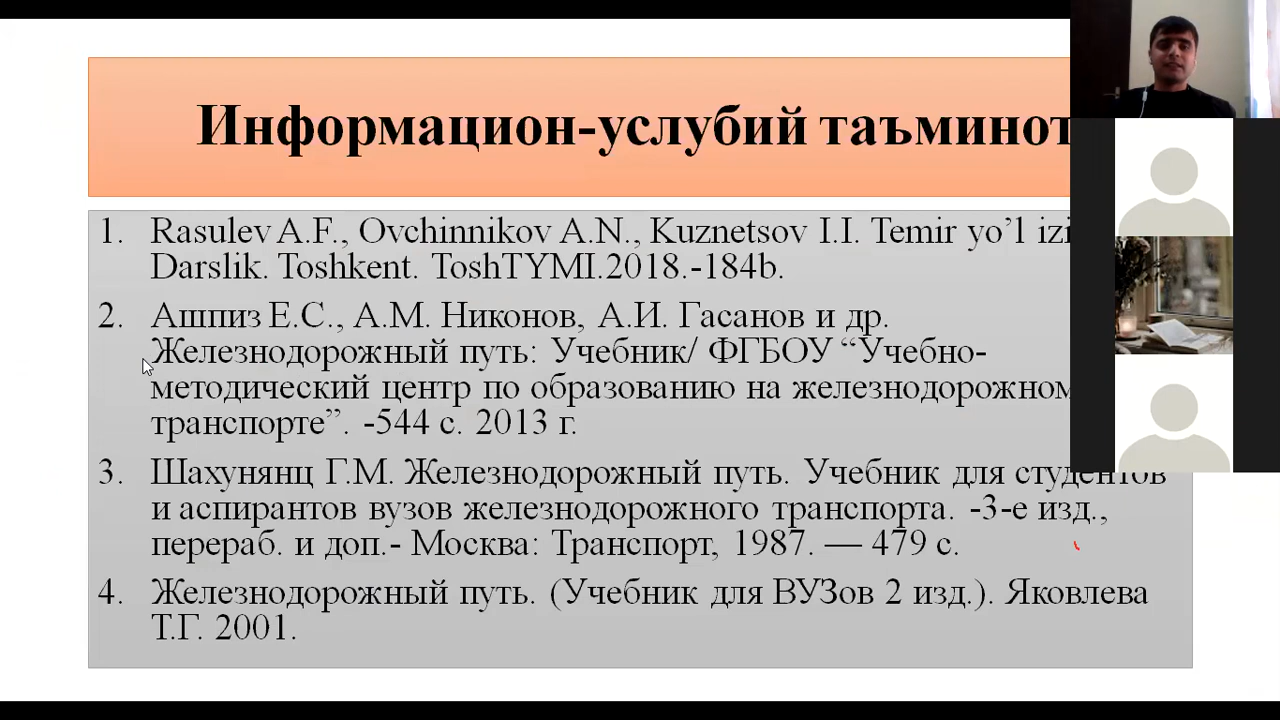 Информацион-услубий таъминот
1. Rasulev A.F., Ovchinnikov A.N., Kuznetsov I.I. Temir yo’l izi
Darslik. Toshkent. ToshTYMI.2018.-184b.
2. Ашпиз Е.С., А.М. Никонов, А.И. Гасанов и др.
Железнодорожный путь: Учебник/ ФГБОУ “Учебно-
методический центр по образованию на железнодорожном
транспорте”. -544 с. 2013 г.
3. Шахунянц Г.М. Железнодорожный путь. Учебник для студентов
и аспирантов вузов железнодорожного транспорта. -3-е изд.,
перераб. и доп.- Москва: Транспорт, 1987. — 479 с.
4. Железнодорожный путь. (Учебник для ВУЗов 2 изд.). Яковлева
Т.Г. 2001.